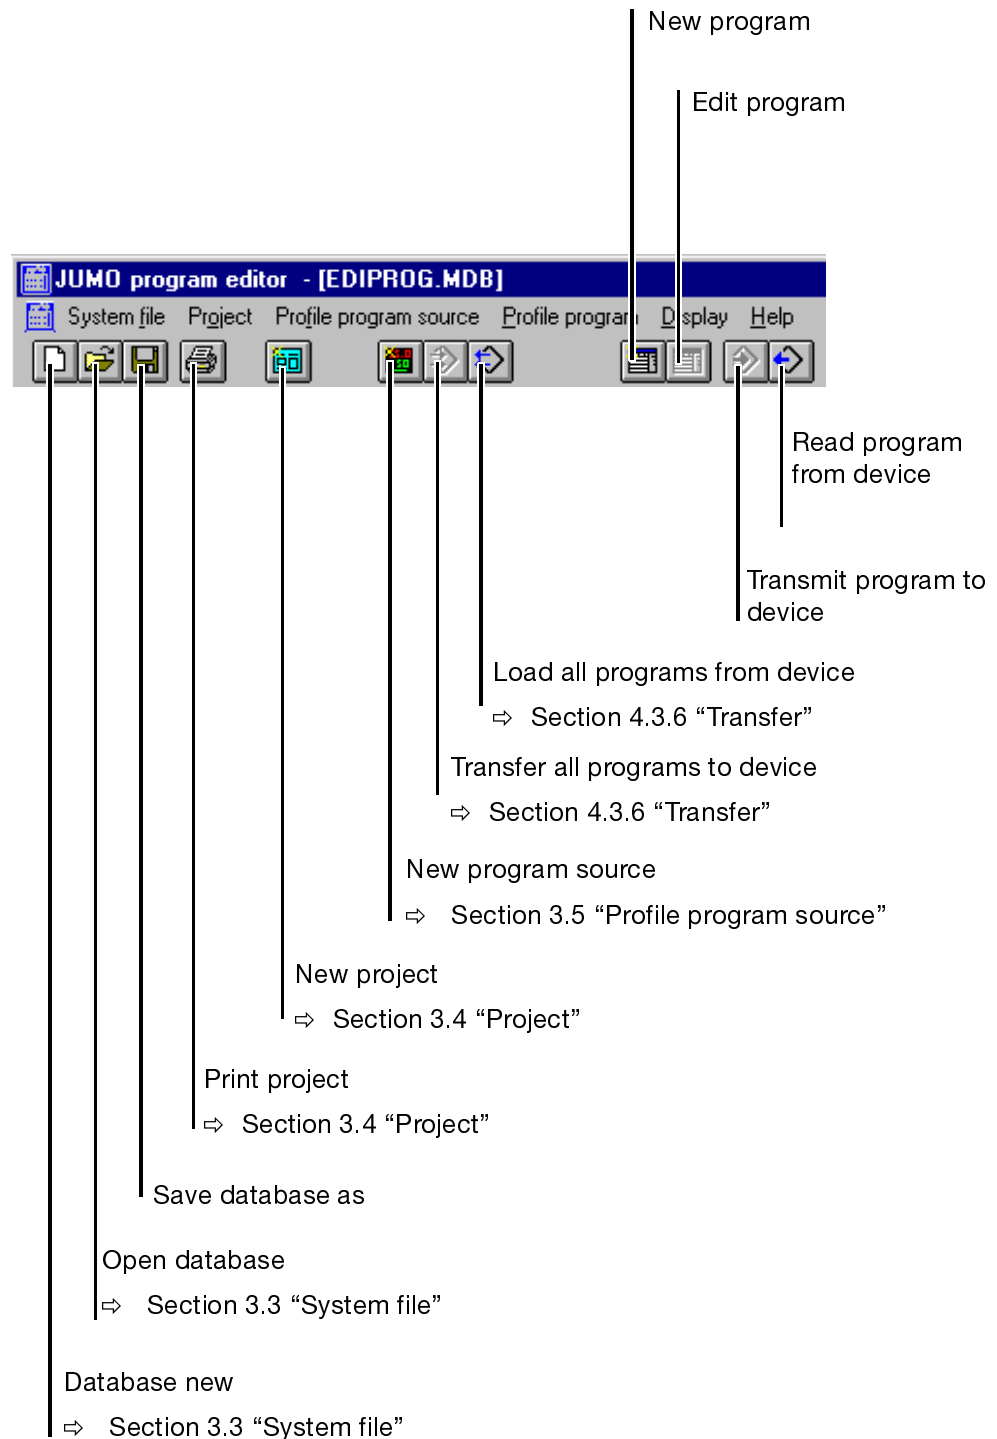 New program
Edit program
JUMO program editor - [EDIPROG.MDB]
System file Project Profile program source Profile program Display Help
Read program
from device
Transmit program to
device
Load all programs from device
⇨ Section 4.3.6 “Transfer”
Transfer all programs to device
⇨ Section 4.3.6 “Transfer”
New program source
⇨ Section 3.5 “Profile program source”
New project
⇨ Section 3.4 “Project”
Print project
⇨ Section 3.4 “Project”
Save database as
Open database
⇨ Section 3.3 “System file”
Database new
⇨ Section 3.3 “System file”